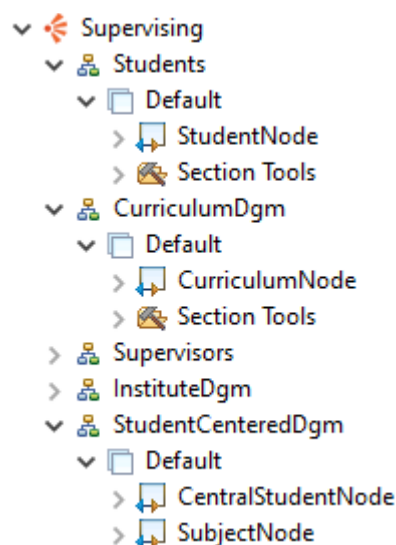 Supervising
Students
Default
StudentNode
Section Tools
CurriculumDgm
Default
CurriculumNode
Section Tools
Supervisors
InstituteDgm
StudentCenteredDgm
Default
CentralStudentNode
SubjectNode